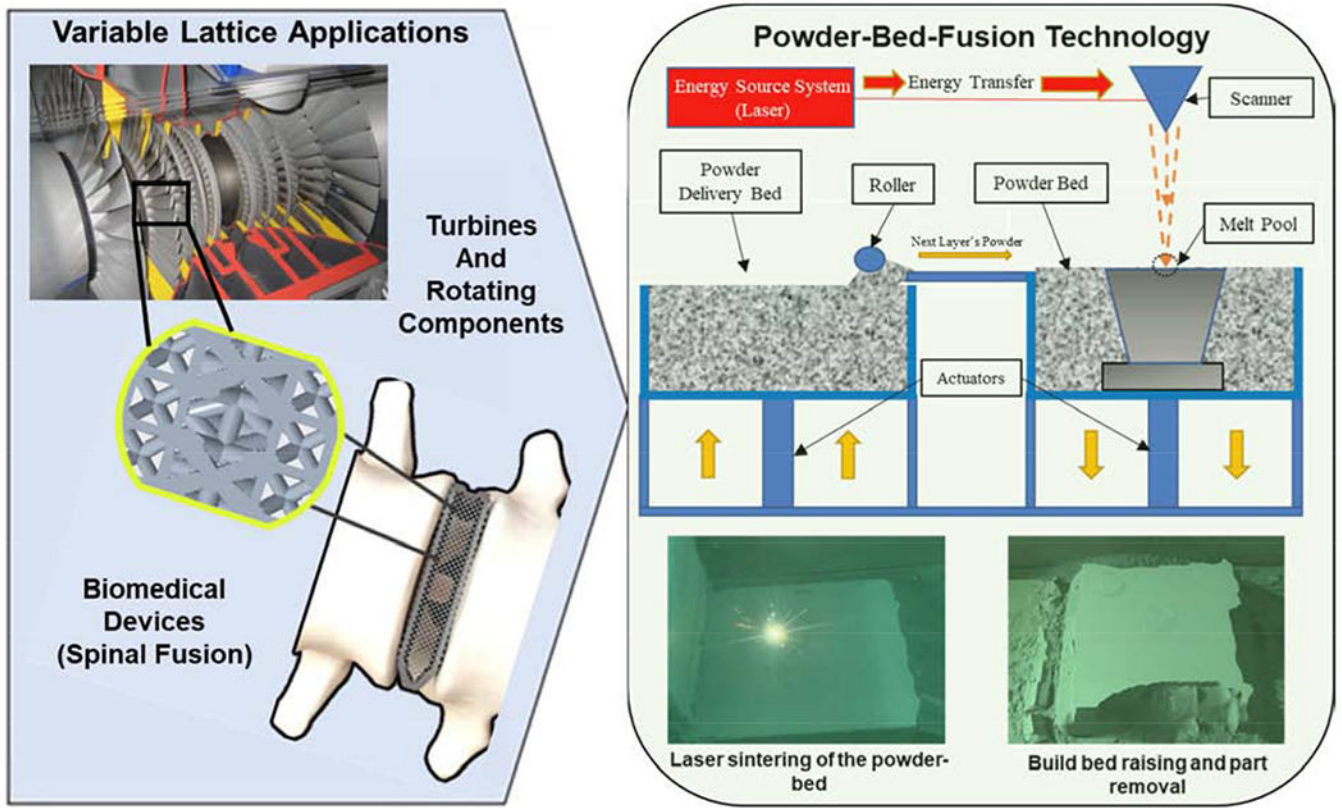 Variable Lattice Applications
Turbines
And
Rotating
Components
Biomedical
Devices
(Spinal Fusion)
Powder-Bed-Fusion Technology
Energy Source System
(Laser)
Energy Transfer
Scanner
Powder
Delivery Bed
Roller
Powder Bed
Next Layer's Powder
Melt Pool
Actuators
Laser sintering of the powder-
bed
Build bed raising and part
removal